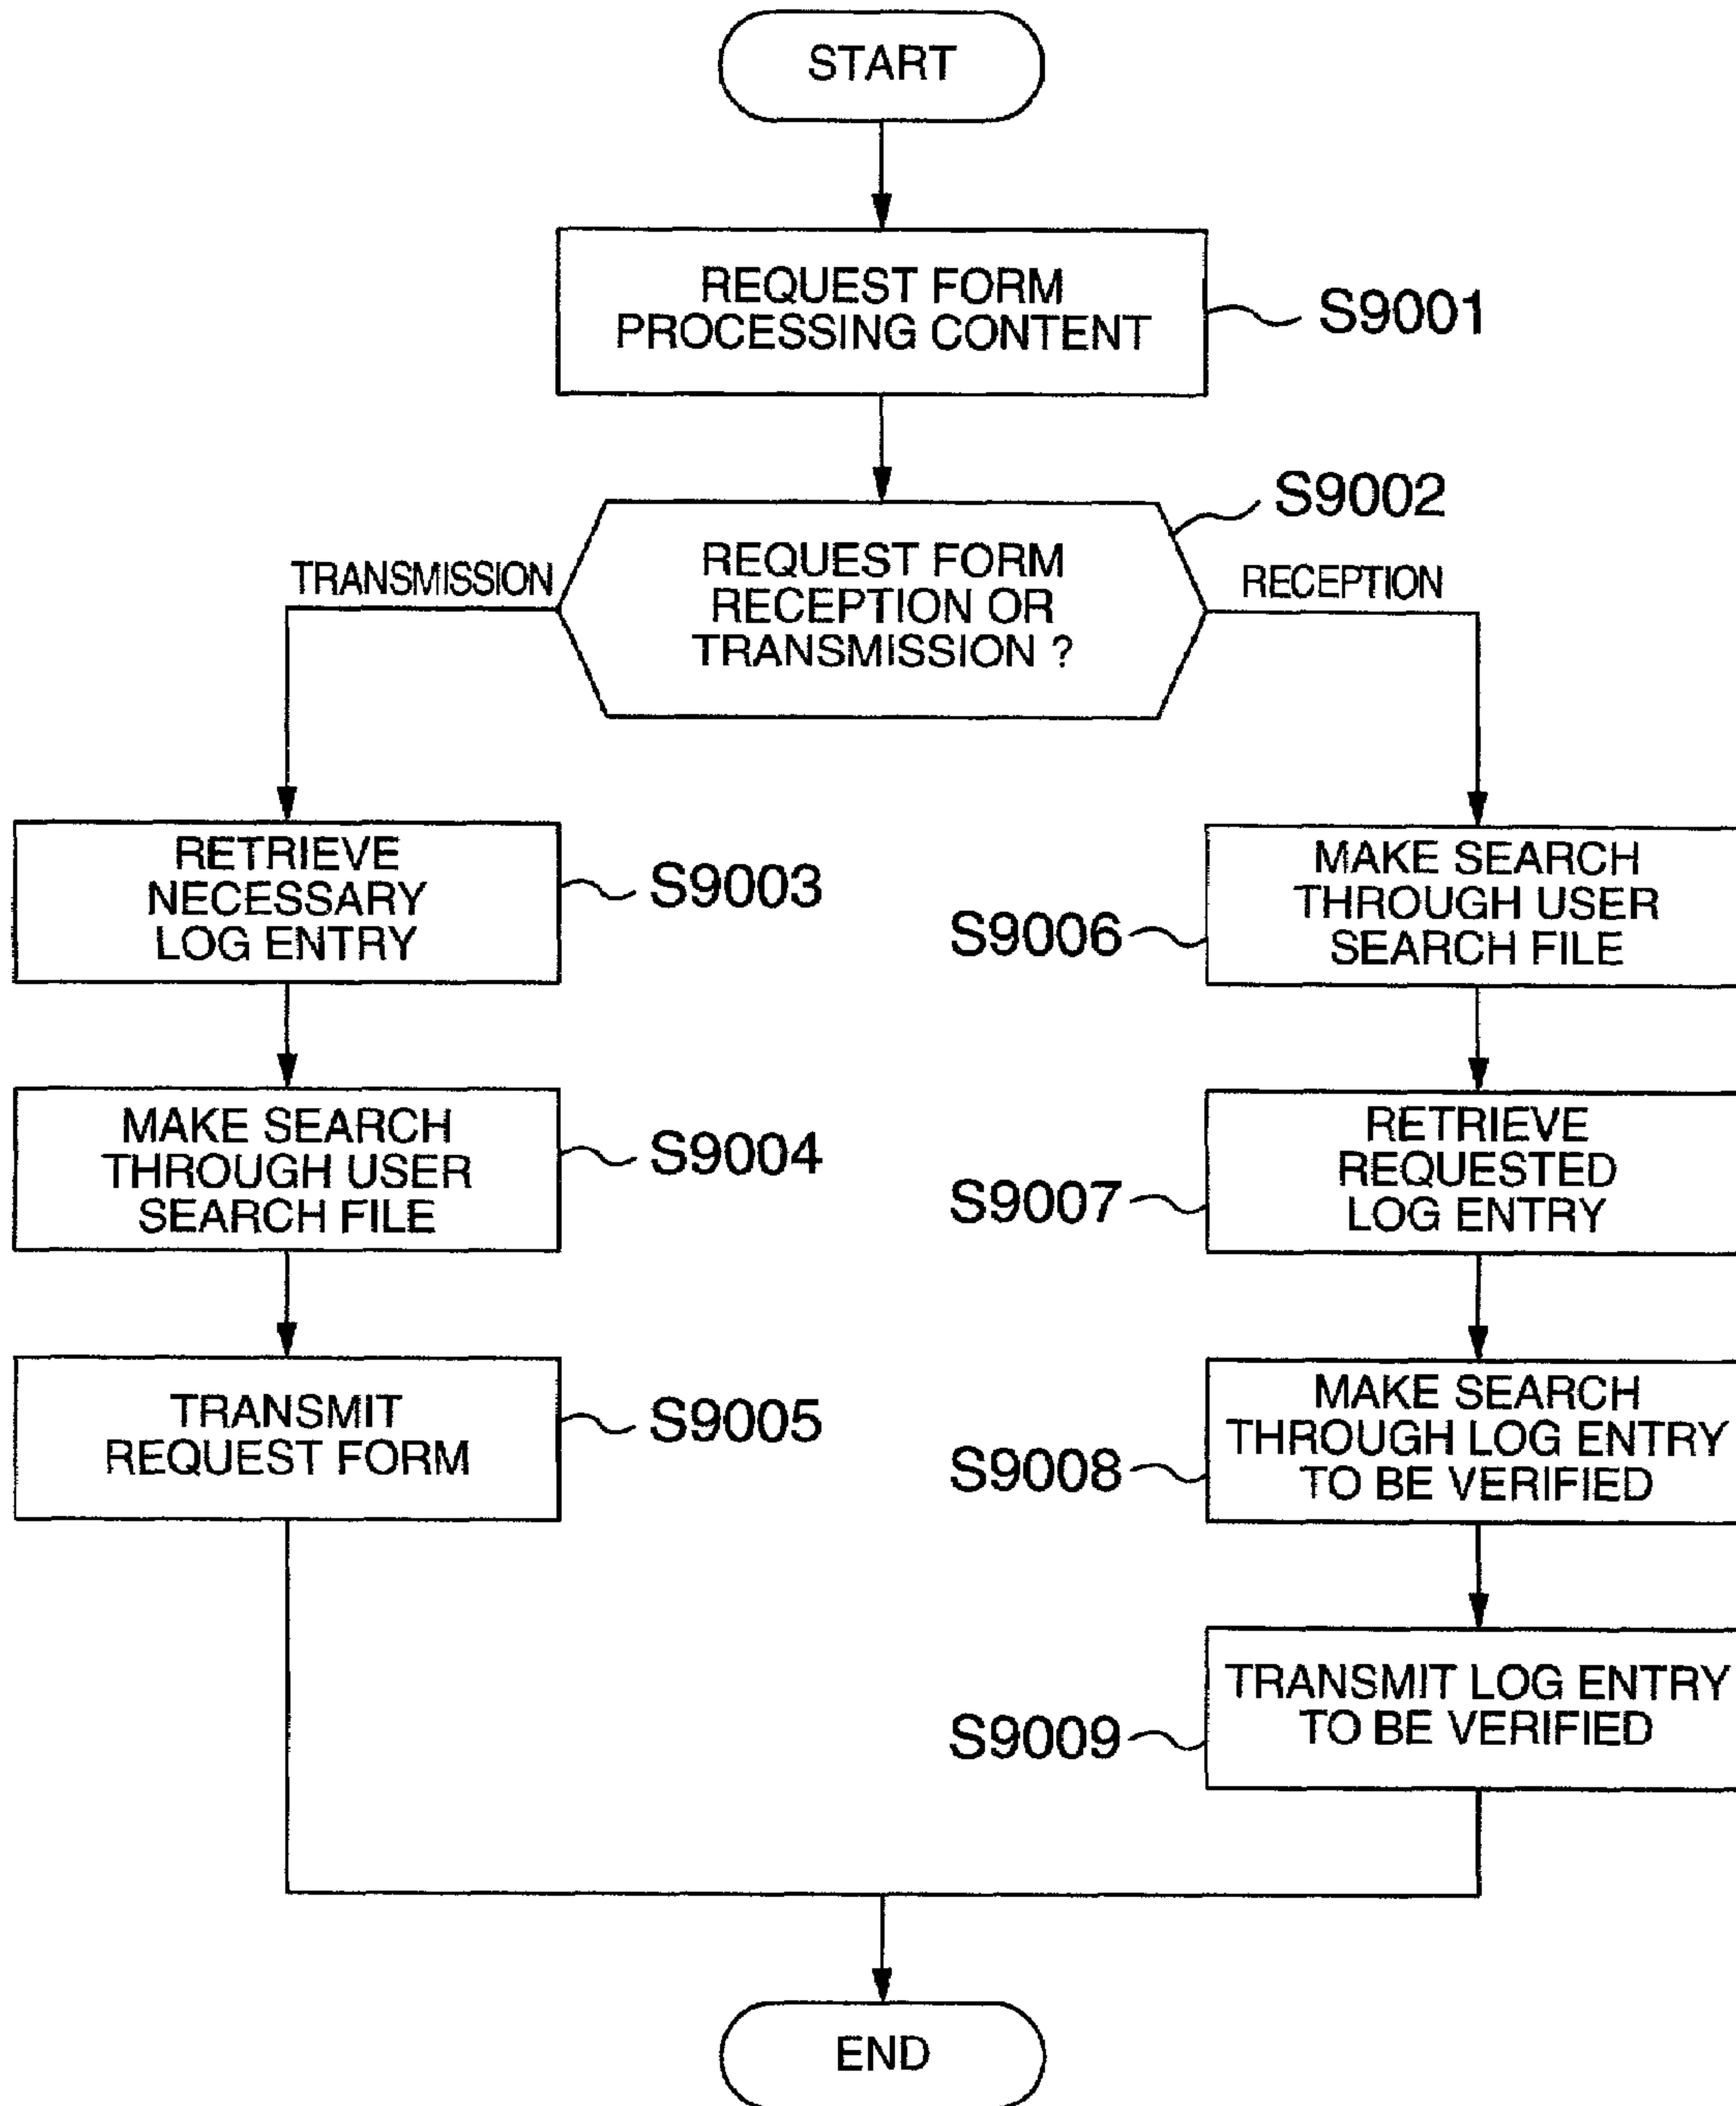 START
REQUEST FORM
PROCESSING CONTENT
S9001
S9002
REQUEST FORM
RECEPTION OR
TRANSMISSION ?
TRANSMISSION
RECEPTION
RETRIEVE
NECESSARY
LOG ENTRY
S9003
MAKE SEARCH
THROUGH USER
SEARCH FILE
S9004
TRANSMIT
REQUEST FORM
S9005
MAKE SEARCH
THROUGH USER
SEARCH FILE
S9006
RETRIEVE
REQUESTED
LOG ENTRY
S9007
MAKE SEARCH
THROUGH LOG ENTRY
TO BE VERIFIED
S9008
TRANSMIT LOG ENTRY
TO BE VERIFIED
S9009
END